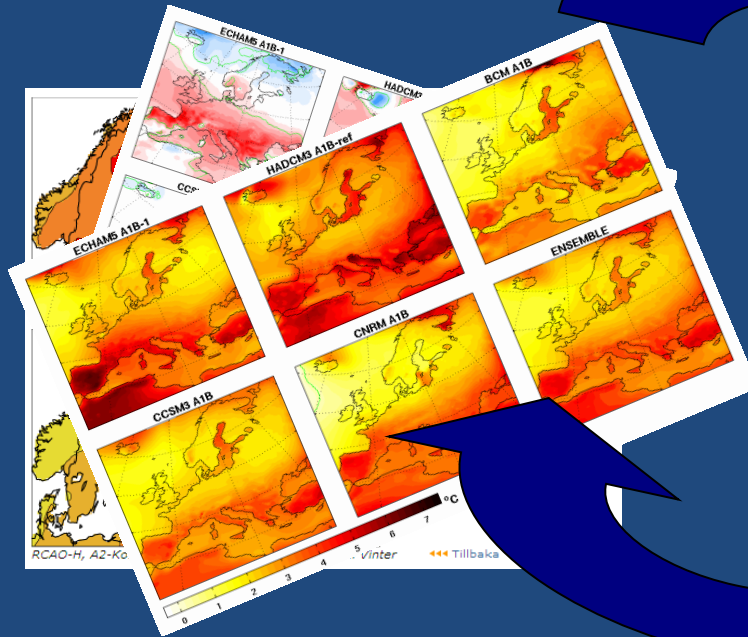 ECHAM5 A1B-1
HADCM3
BCM A1B
HADCM3 A1B-ref
ECHAM5 A1B-1
ENSEMBLE
CNRM A1B
CCSM3 A1B
°C
0 1 2 3 4 5 6 7
RCAO-H, A2-Ko
Vinter
Tillbaka